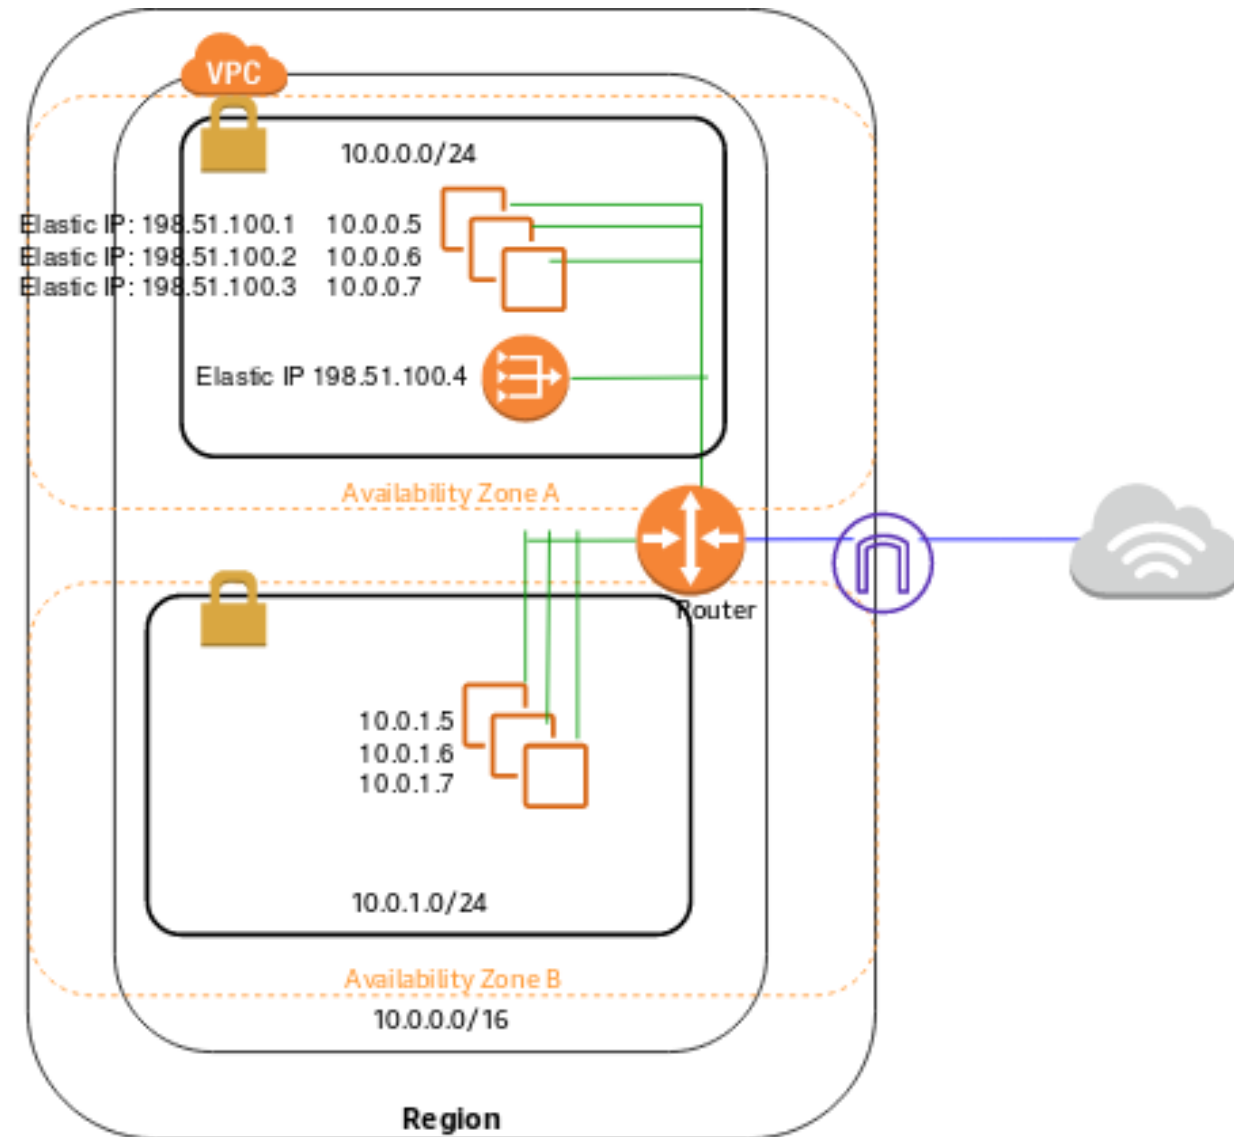 VPC
10.0.0.0/24
Elastic IP: 198.51.100.1 10.0.0.5
Elastic IP: 198.51.100.2 10.0.0.6
Elastic IP: 198.51.100.3 10.0.0.7
Elastic IP 198.51.100.4
Availability Zone A
Router
10.0.1.5
10.0.1.6
10.0.1.7
10.0.1.0/24
Availability Zone B
10.0.0.0/16
Region